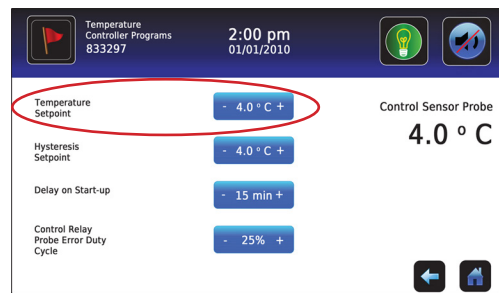 Temperature
Controller Programs
833297
2:00 pm
01/01/2010
Temperature
Setpoint
- 4.0 ° C +
Hysteresis
Setpoint
- 4.0 ° C +
Delay on Start-up
- 15 min +
Control Relay
Probe Error Duty
Cycle
- 25% +
Control Sensor Probe
4.0 ° C